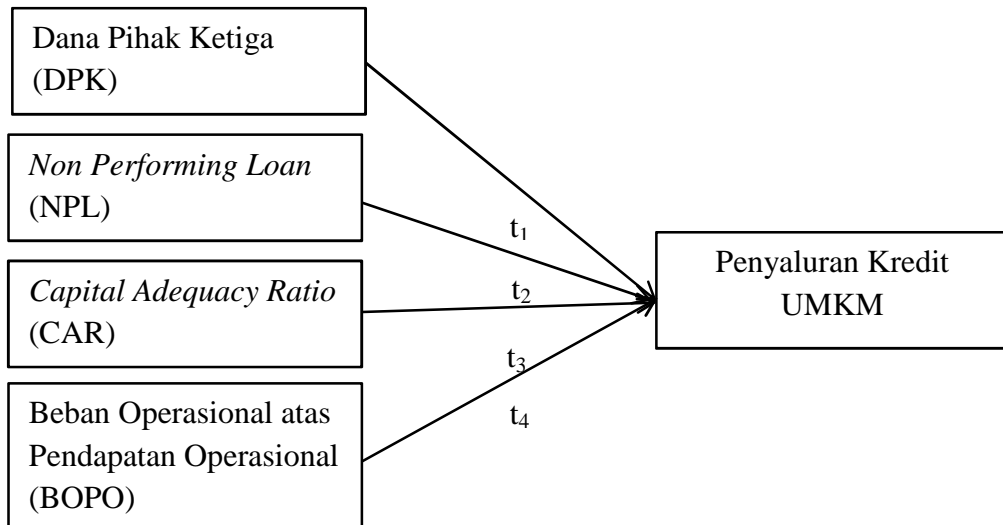 Dana Pihak Ketiga
(DPK)
Non Performing Loan
(NPL)
Capital Adequacy Ratio
(CAR)
Beban Operasional atas
Pendapatan Operasional
(BOPO)
t₁
t₂
t₃
t₄
Penyaluran Kredit
UMKM